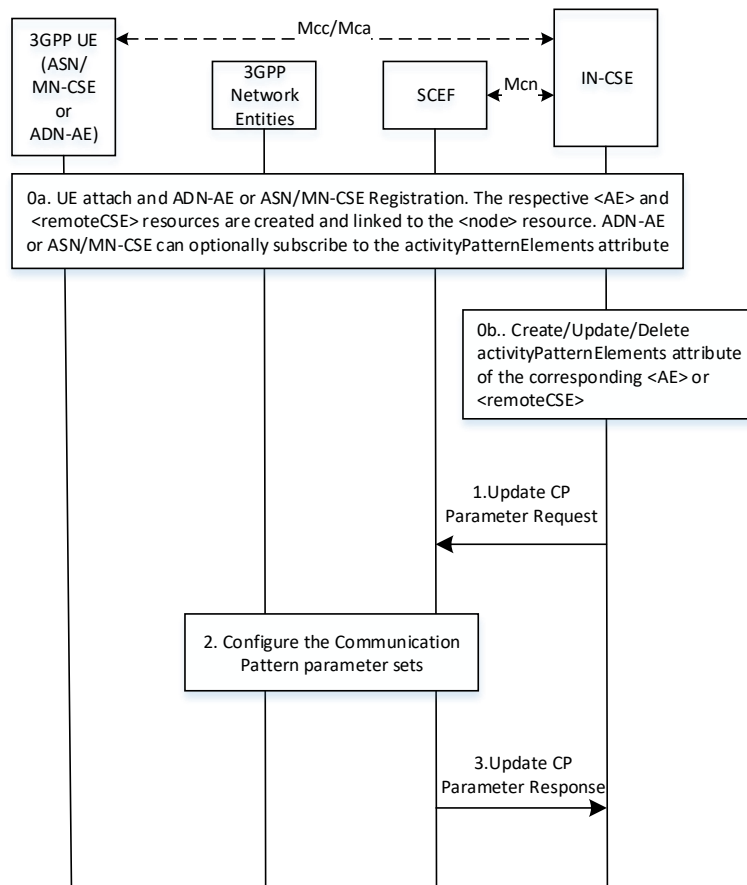 Mcc/Mca
3GPP UE
(ASN/
MN-CSE
or
ADN-AE)
3GPP
Network
Entities
SCEF
Mcn
IN-CSE
0a. UE attach and ADN-AE or ASN/MN-CSE Registration. The respective <AE> and
<remoteCSE> resources are created and linked to the <node> resource. ADN-AE
or ASN/MN-CSE can optionally subscribe to the activityPatternElements attribute
0b.. Create/Update/Delete
activityPatternElements attribute
of the corresponding <AE> or
<remoteCSE>
1.Update CP
Parameter Request
2. Configure the Communication
Pattern parameter sets
3.Update CP
Parameter Response